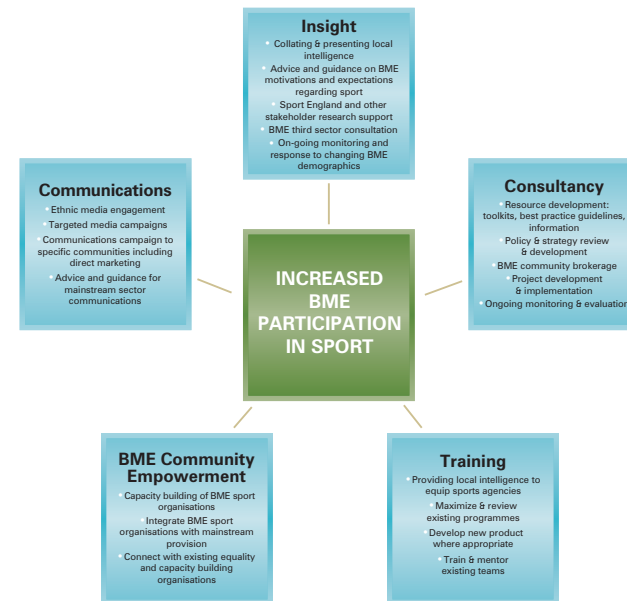 Insight
• Collating & presenting local
intelligence
• Advice and guidance on BME
motivations and expectations
regarding sport
• Sport England and other
stakeholder research support
• BME third sector consultation
• On-going monitoring and
response to changing BME
demographics
Communications
• Ethnic media engagement
• Targeted media campaigns
• Communications campaign to
specific communities including
direct marketing
• Advice and guidance for
mainstream sector
communications
Consultancy
• Resource development:
toolkits, best practice guidelines,
information
• Policy & strategy review
& development
• BME community brokerage
• Project development
& implementation
• Ongoing monitoring & evaluation
INCREASED
BME
PARTICIPATION
IN SPORT
BME Community
Empowerment
• Capacity building of BME sport
organisations
• Integrate BME sport
organisations with mainstream
provision
• Connect with existing equality
and capacity building
organisations
Training
• Providing local intelligence to
equip sports agencies
• Maximize & review
existing programmes
• Develop new product
where appropriate
• Train & mentor
existing teams